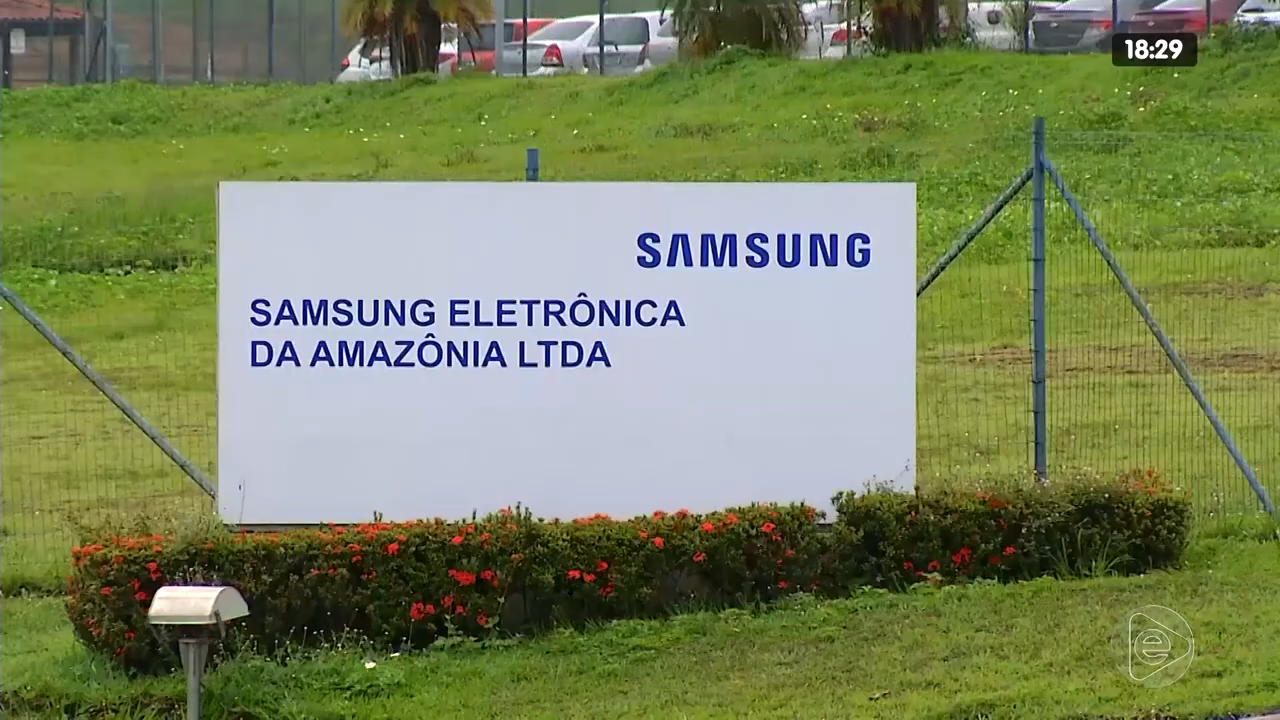 18:29
SAMSUNG
SAMSUNG ELETRÔNICA
DA AMAZÔNIA LTDA
e